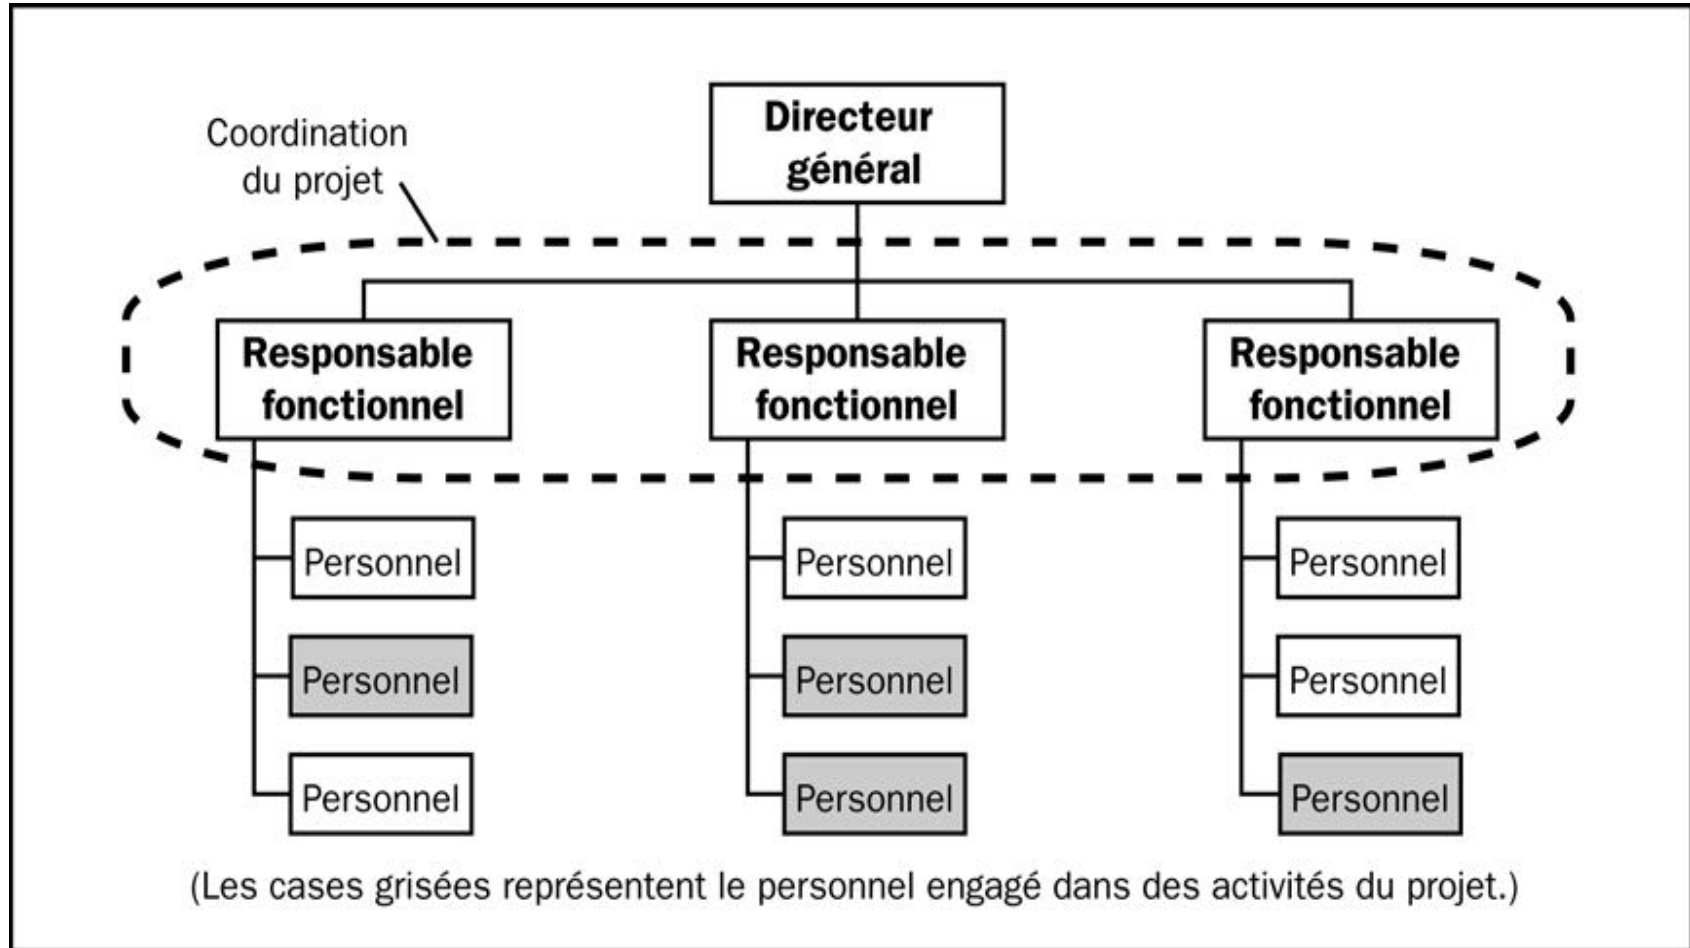 Directeur
général
Coordination
du projet
Responsable
fonctionnel
Responsable
fonctionnel
Responsable
fonctionnel
Personnel
Personnel
Personnel
Personnel
Personnel
Personnel
Personnel
Personnel
Personnel
(Les cases grisées représentent le personnel engagé dans des activités du projet.)